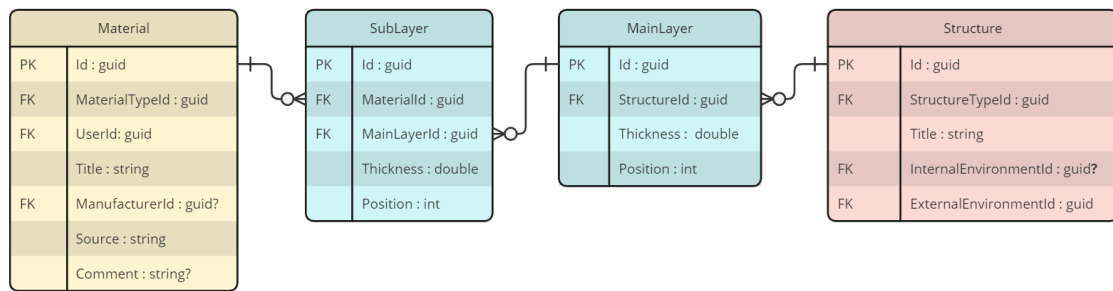 Material
PK Id : guid
FK MaterialTypeId : guid
FK UserId: guid
Title : string
FK ManufacturerId : guid?
Source : string
Comment : string?
SubLayer
PK Id : guid
FK MaterialId : guid
FK MainLayerId : guid
Thickness : double
Position : int
MainLayer
PK Id : guid
FK StructureId : guid
Thickness : double
Position : int
Structure
PK Id : guid
FK StructureTypeId : guid
Title : string
FK InternalEnvironmentId : guid?
FK ExternalEnvironmentId : guid